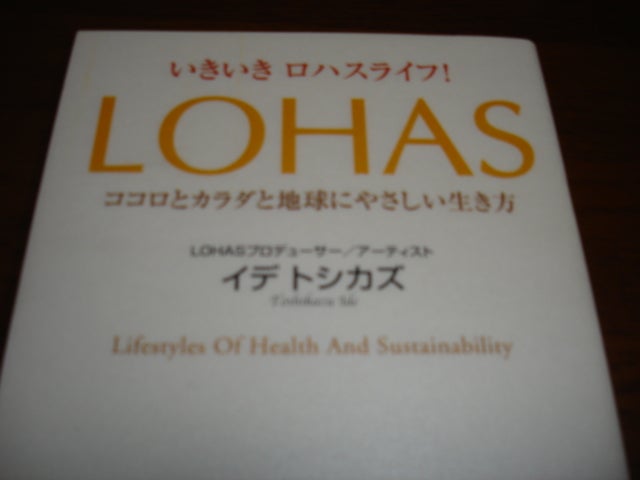 いきいき ロハスライフ!
LOHAS
ココロとカラダと地球にやさしい生き方
LOHASプロデューサー／アーティスト
イデ トシカズ
Toshikazu Ide
Lifestyles Of Health And Sustainability